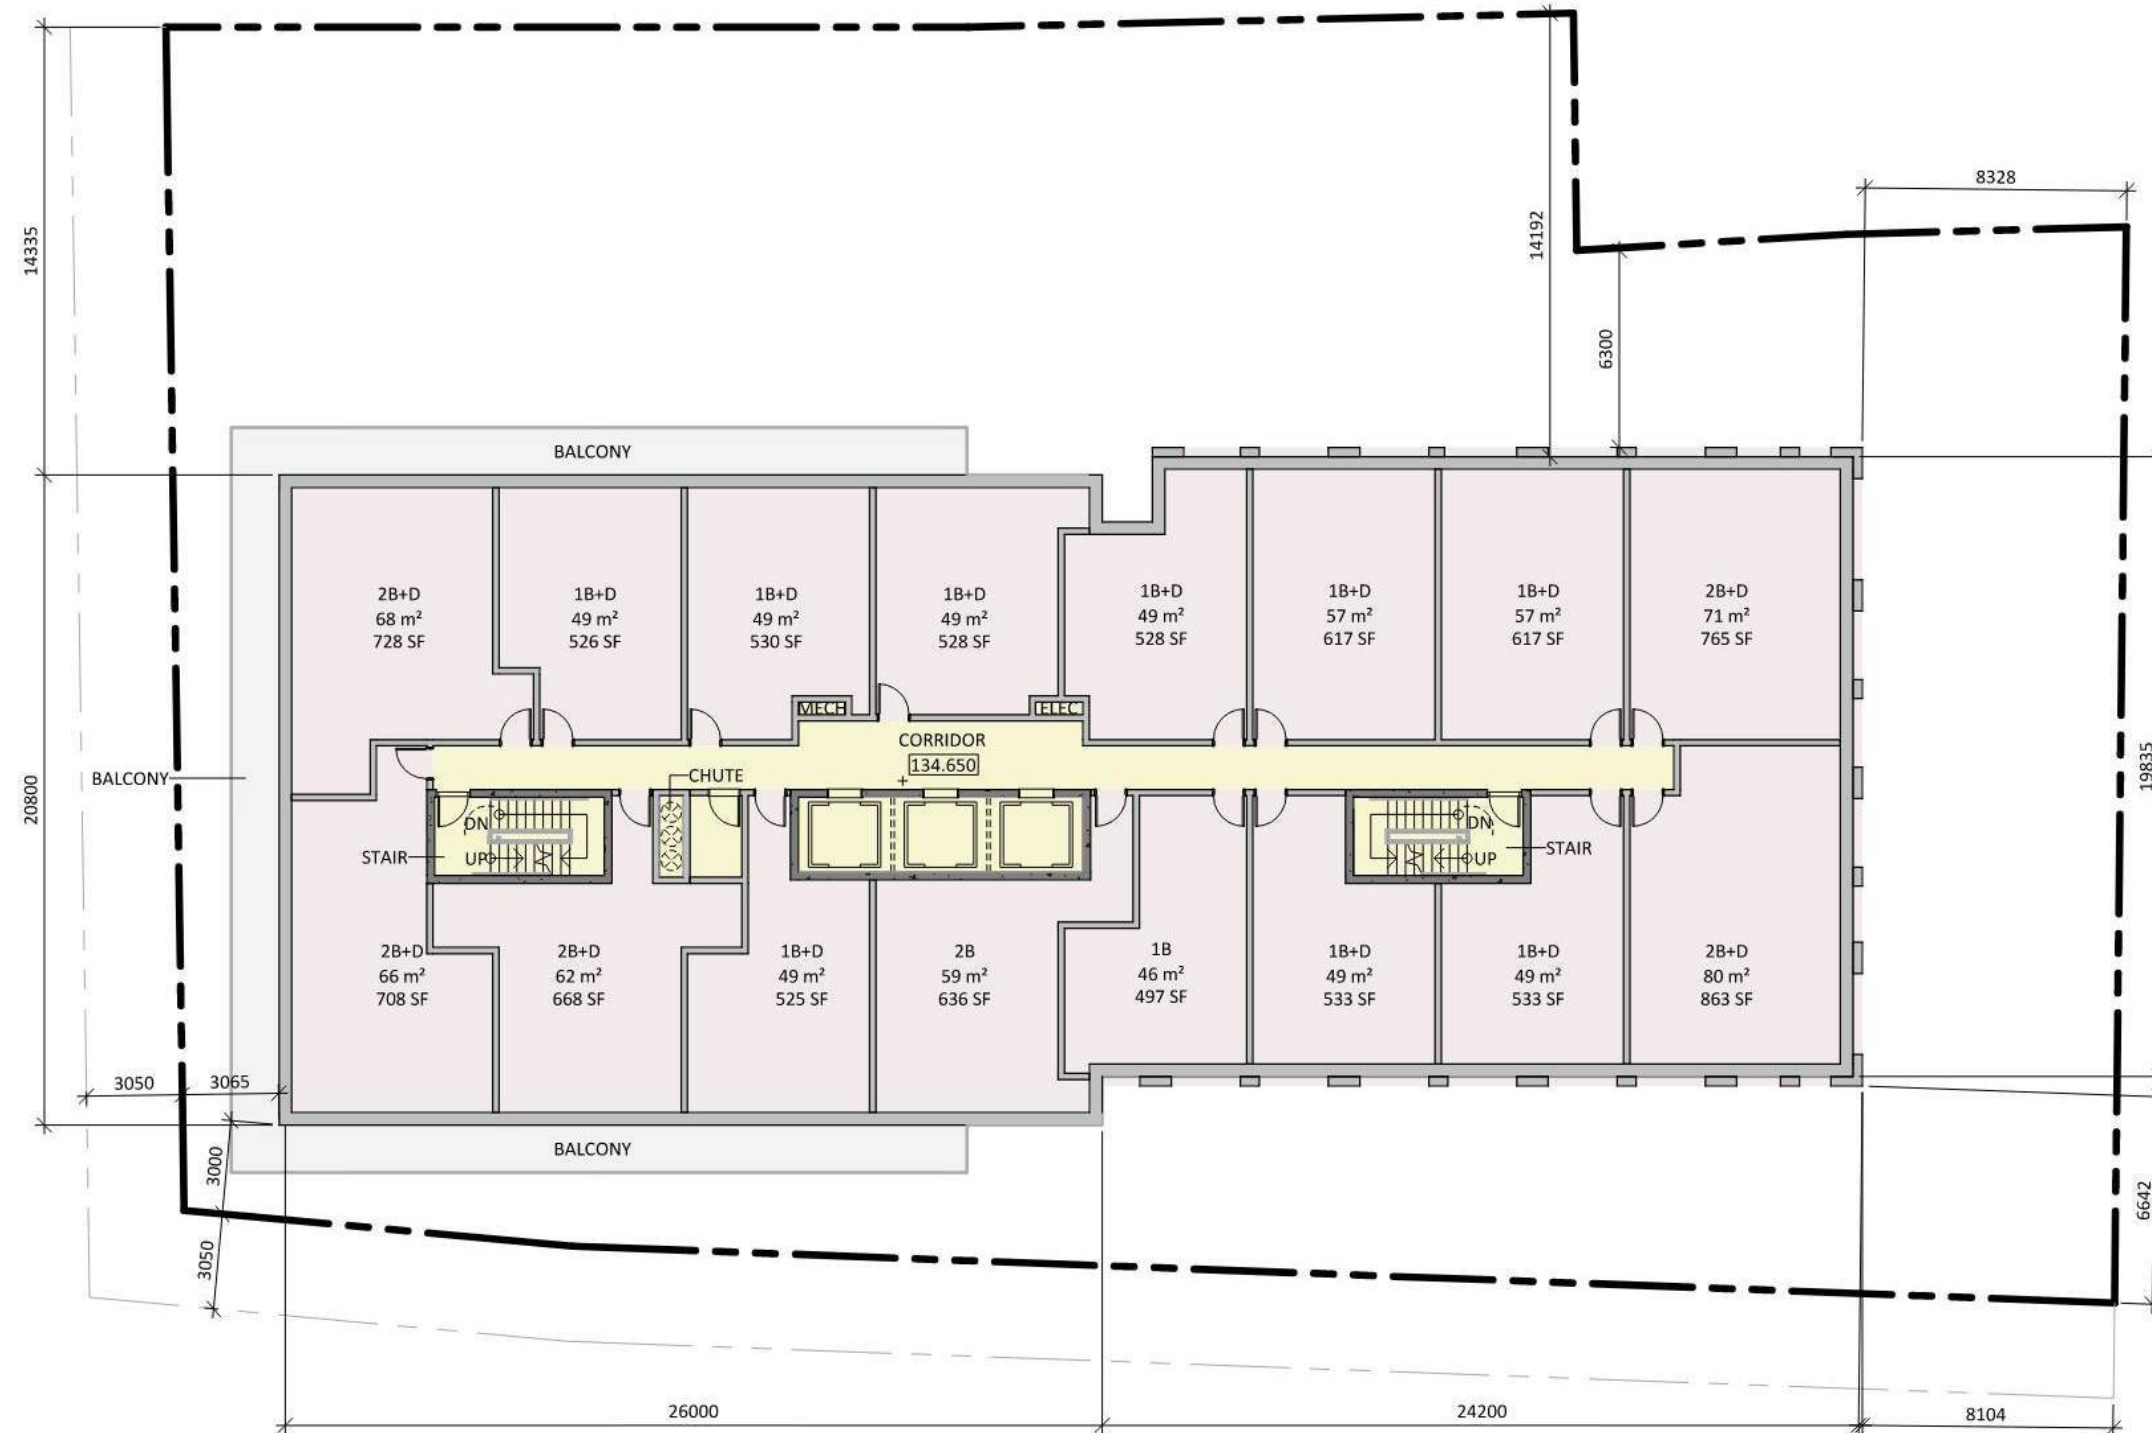 8328
14335
14192
6300
BALCONY
2B+D
68 m²
728 SF
1B+D
49 m²
526 SF
1B+D
49 m²
530 SF
1B+D
49 m²
528 SF
1B+D
49 m²
528 SF
1B+D
57 m²
617 SF
1B+D
57 m²
617 SF
2B+D
71 m²
765 SF
MECH
ELEC
CORRIDOR
134.650
CHUTE
BALCONY
200800
19835
DN
UP
STAIR
DN
UP
STAIR
2B+D
66 m²
708 SF
2B+D
62 m²
668 SF
1B+D
49 m²
525 SF
2B
59 m²
636 SF
1B
46 m²
497 SF
1B+D
49 m²
533 SF
1B+D
49 m²
533 SF
2B+D
80 m²
863 SF
3050
3065
BALCONY
3000
3050
6642
26000
24200
8104